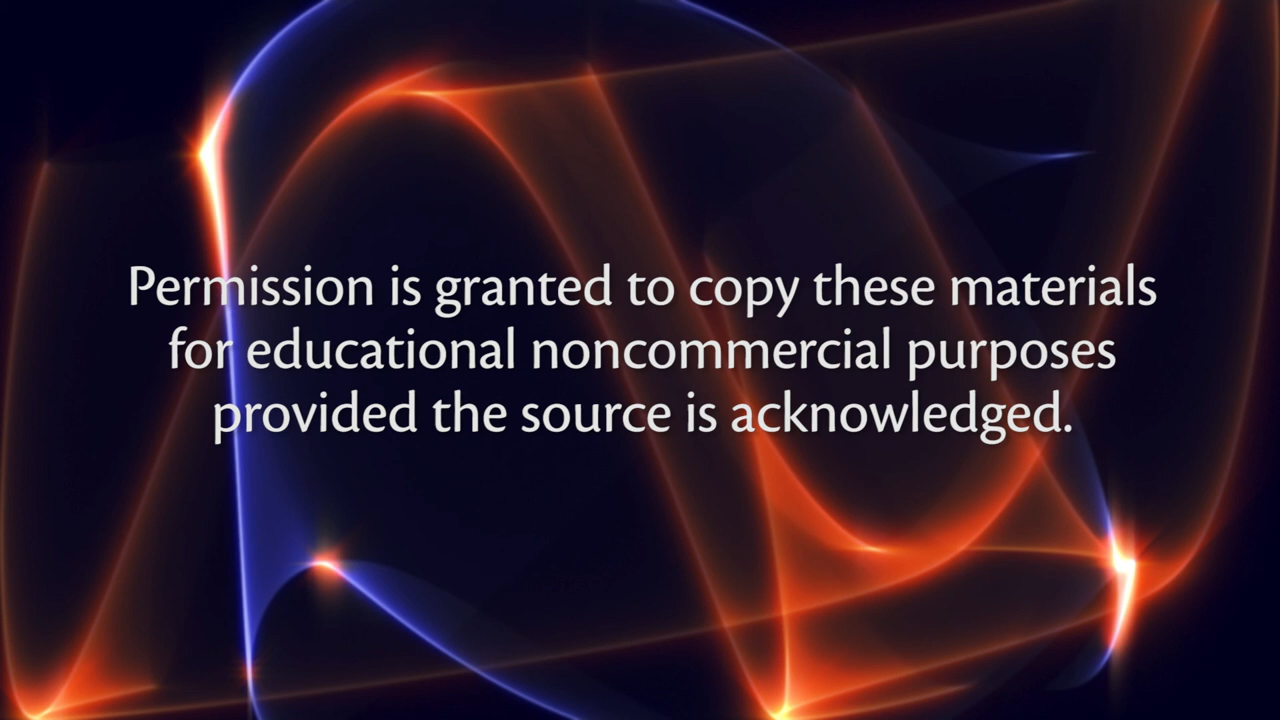 Permission is granted to copy these materials
for educational noncommercial purposes
provided the source is acknowledged.